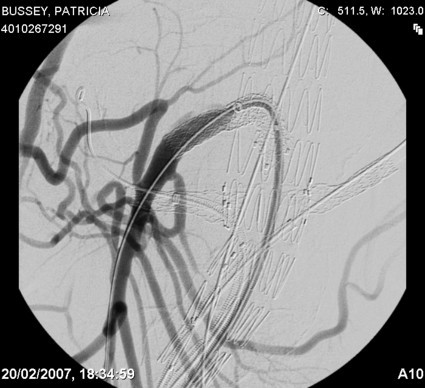 BUSSEY, PATRICIA C: 511.5, W: 1023.0
4010267291
20/02/2007, 18:34:59 A10